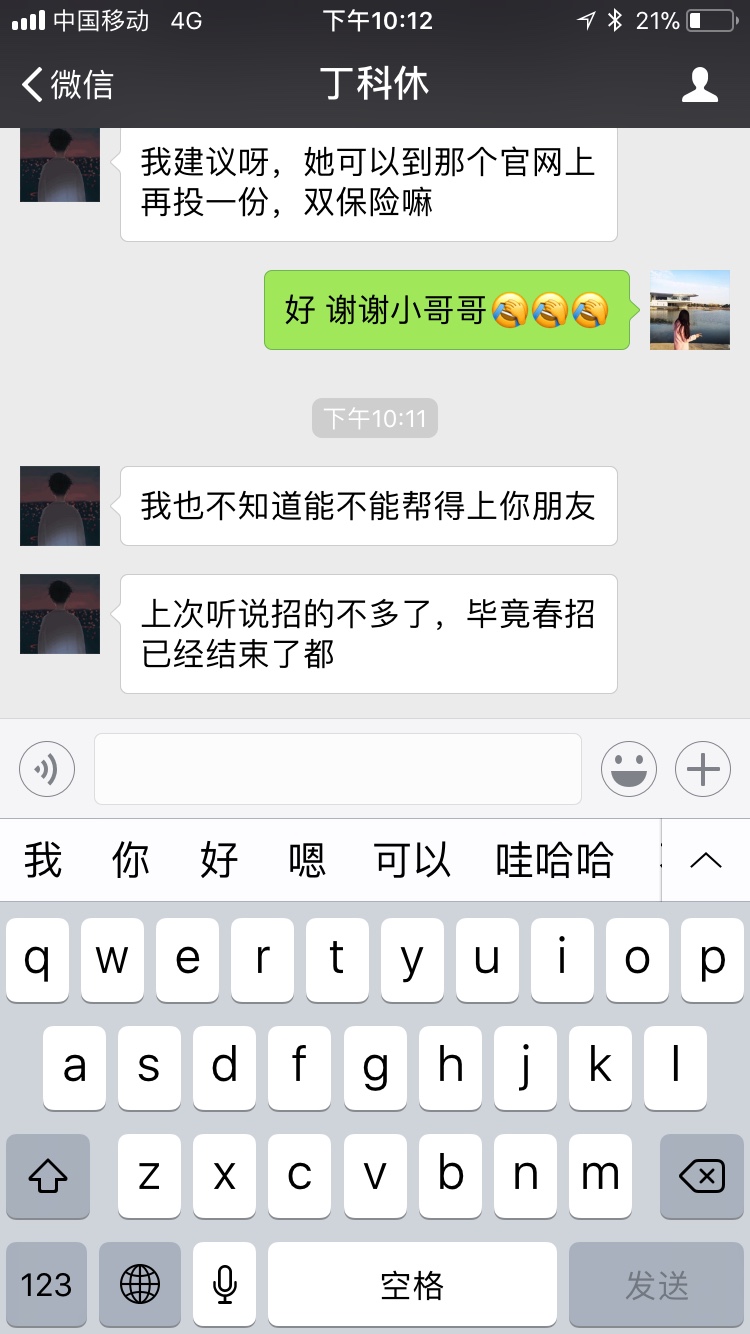 中国移动 4G 下午10:12 21%
微信 丁科休
我建议呀，她可以到那个官网上
再投一份，双保险嘛
好 谢谢小哥哥🤣🤣🤣
下午10:11
我也不知道能不能帮得上你朋友
上次听说招的不多了，毕竟春招
已经结束了都
我 你 好 嗯 可以 哇哈哈
q w e r t y u i o p
a s d f g h j k l
z x c v b n m
123 空格 发送